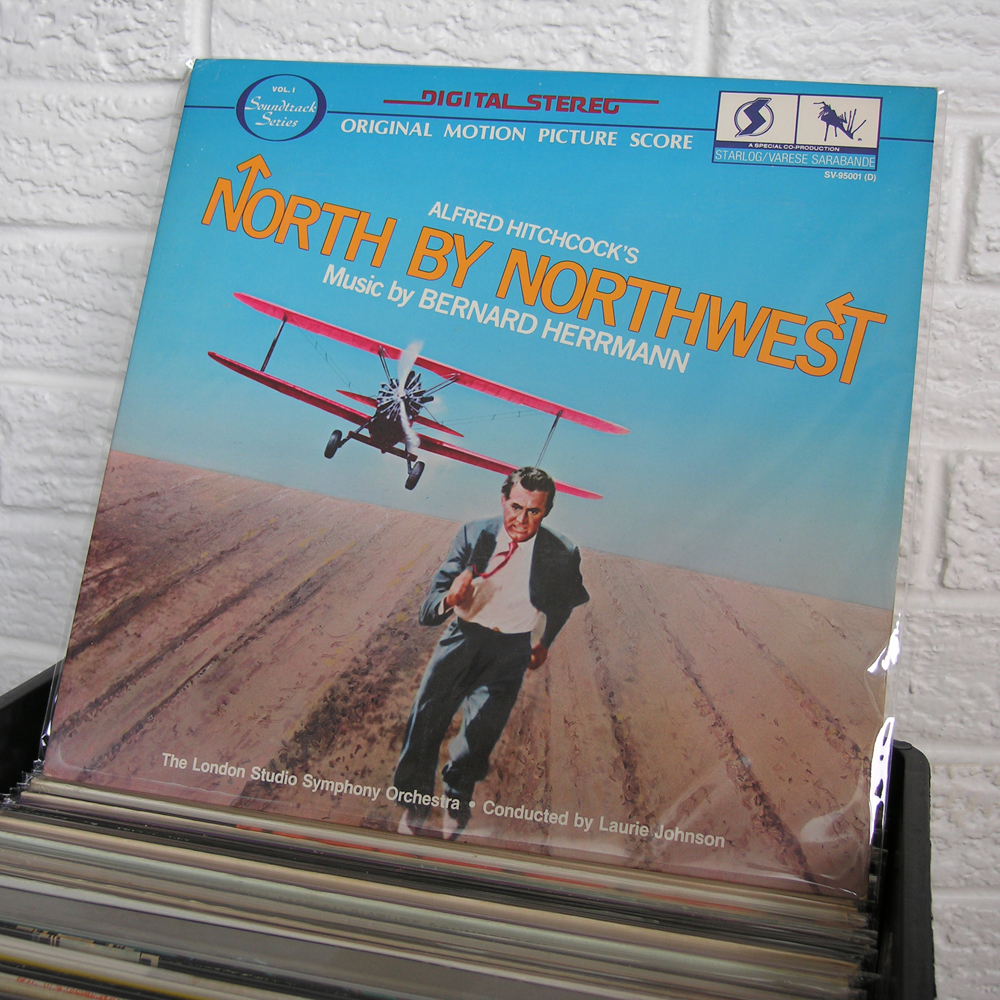 VOL. I
Soundtrack
Series
DIGITAL STEREO
ORIGINAL MOTION PICTURE SCORE
A SPECIAL CO-PRODUCTION
STARLOG/VARESE SARABANDE
SV-95001 (D)
ALFRED HITCHCOCK'S
NORTH BY NORTHWEST
Music by BERNARD HERRMANN
The London Studio Symphony Orchestra • Conducted by Laurie Johnson